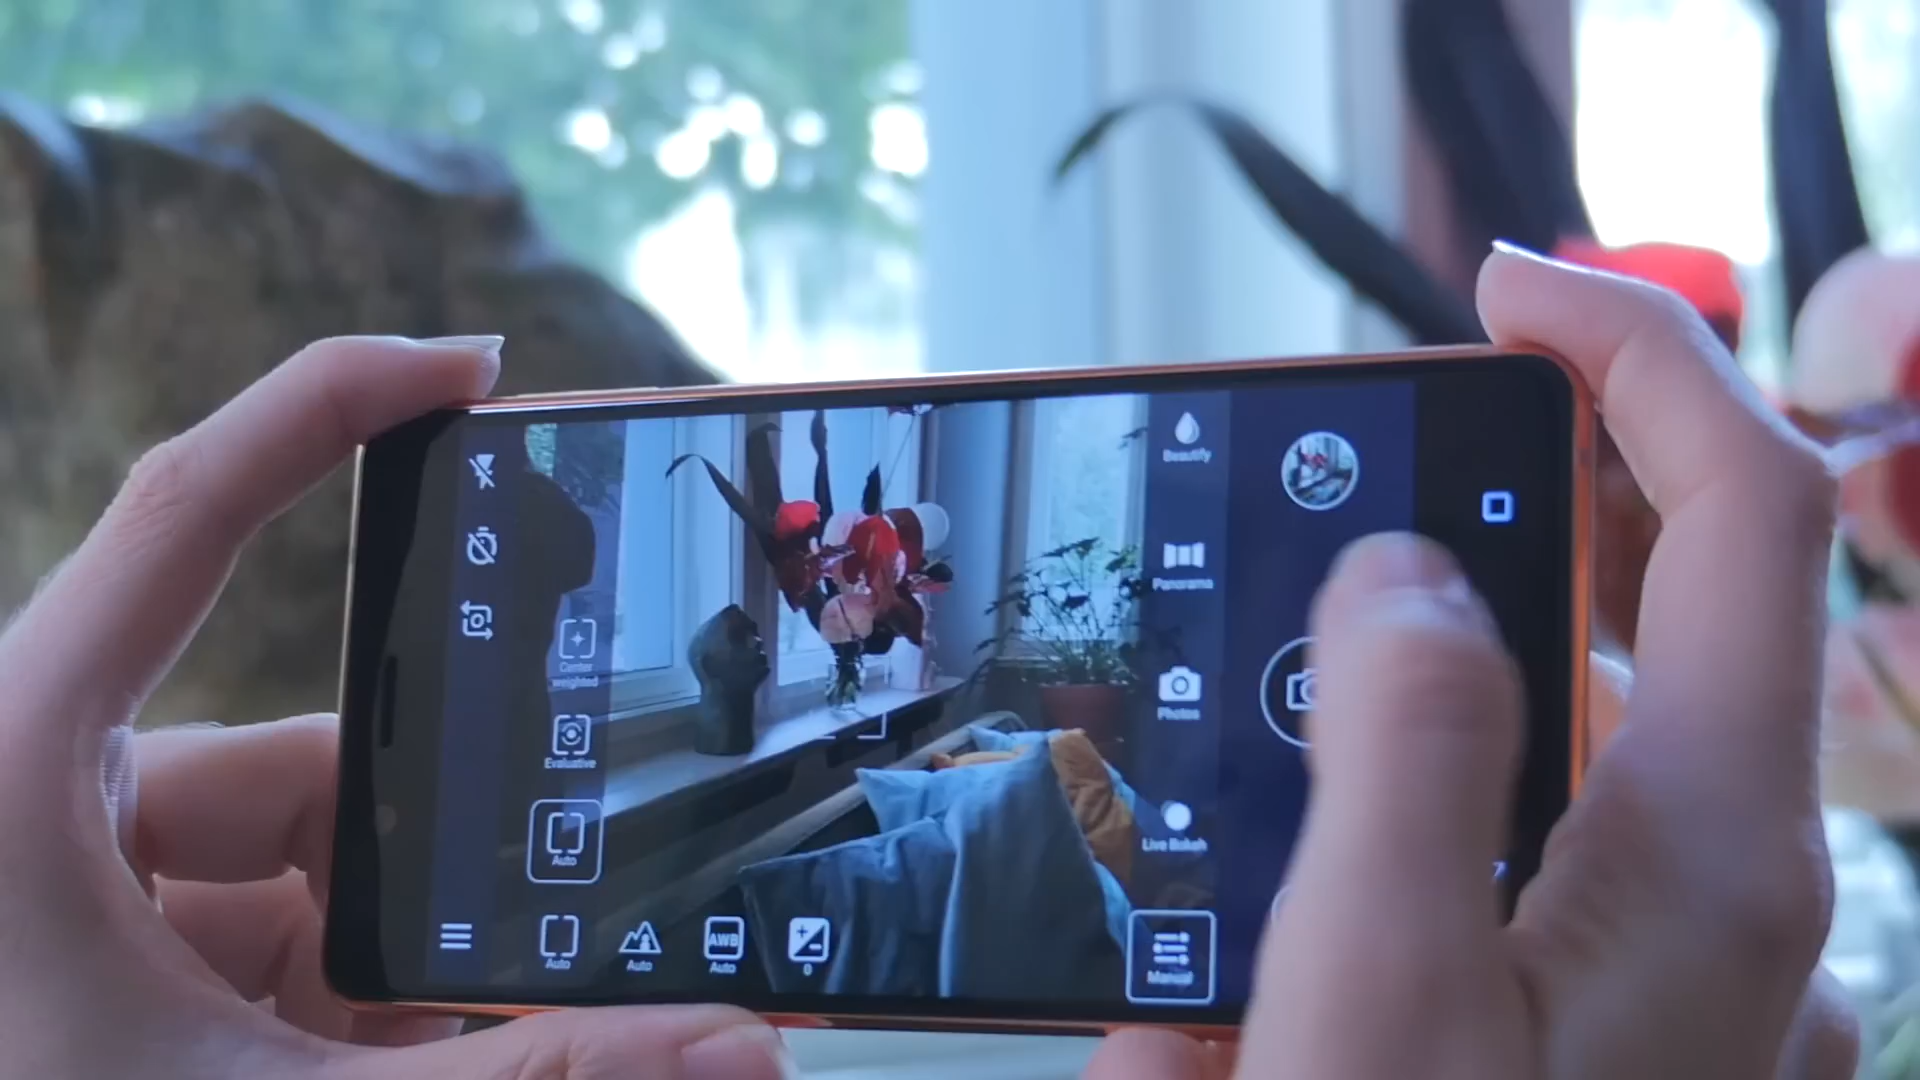 Beautify
Panorama
Photos
Live Bokeh
Manual
Center
weighted
Evaluative
Auto
Auto
Auto
AWB
Auto
0